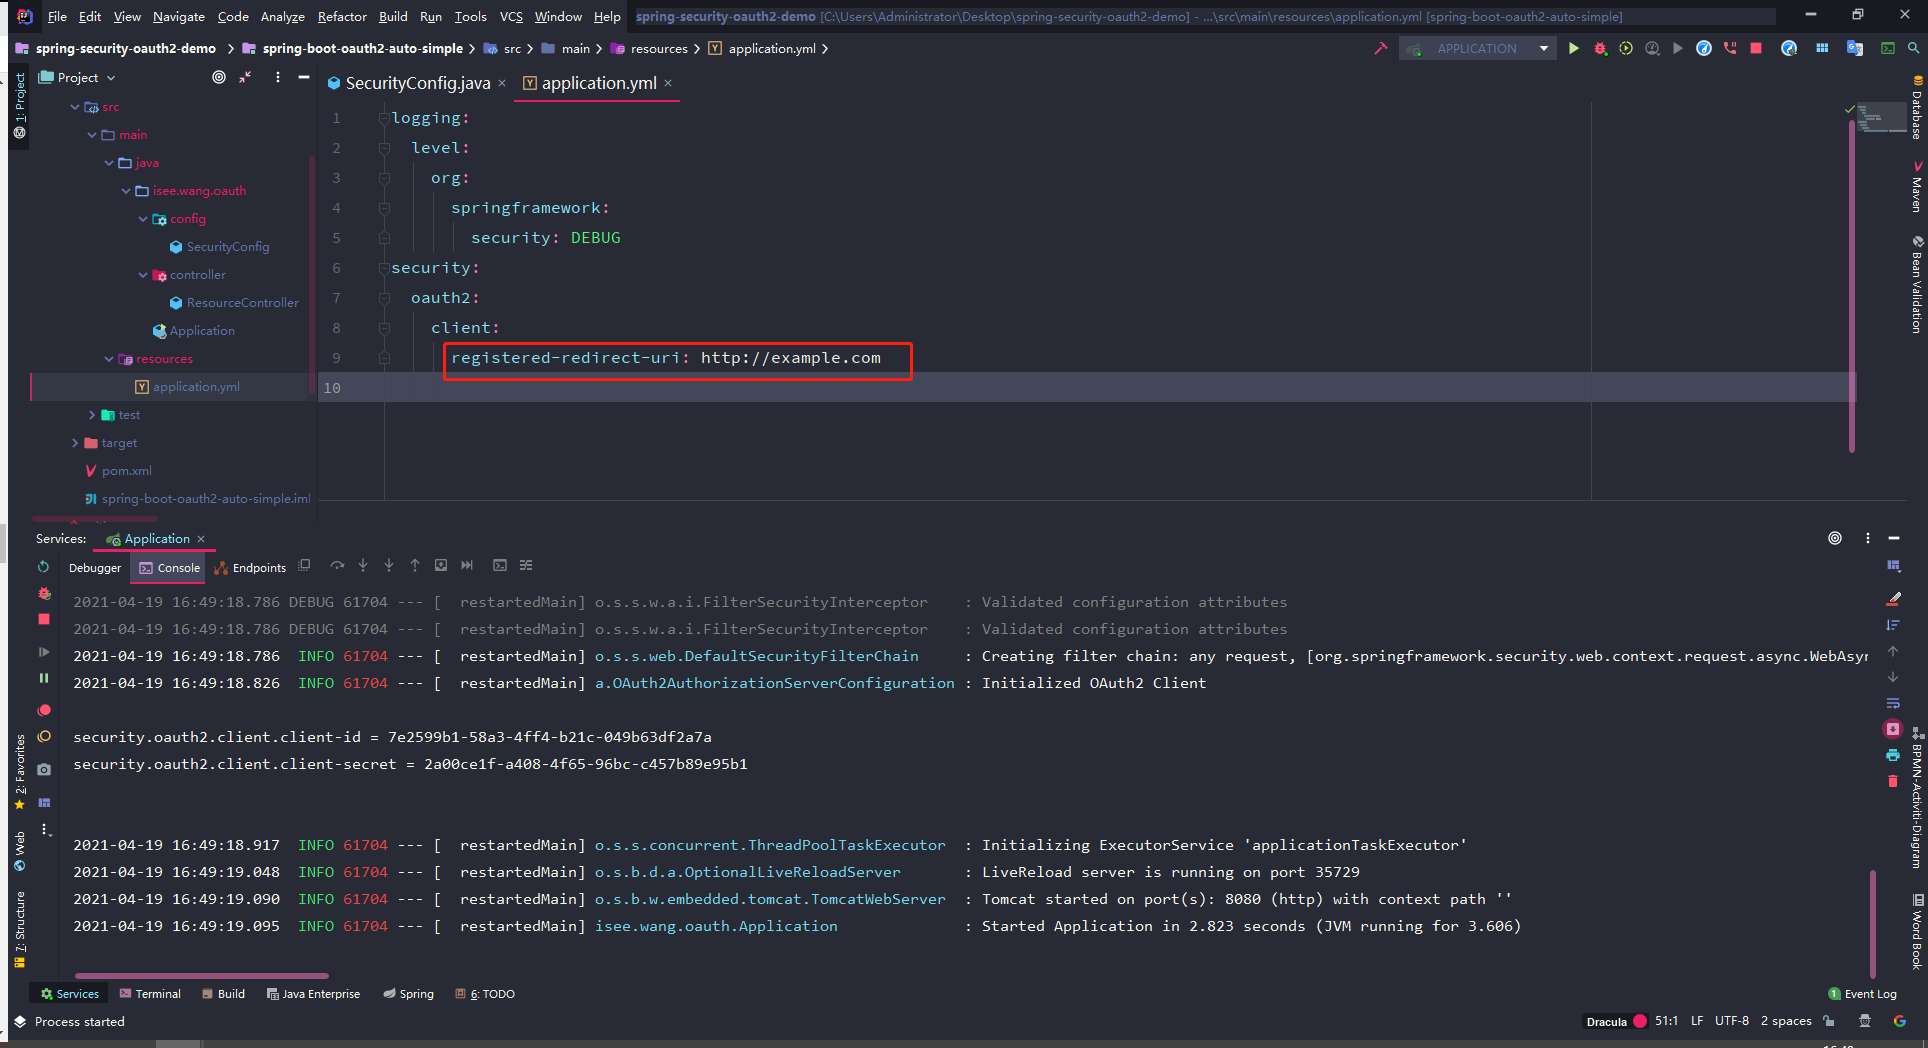 File Edit View Navigate Code Analyze Refactor Build Run Tools VCS Window Help spring-security-oauth2-demo [C:\Users\Administrator\Desktop\spring-security-oauth2-demo] - ...\src\main\resources\application.yml [spring-boot-oauth2-auto-simple]
spring-security-oauth2-demo > spring-boot-oauth2-auto-simple > src > main > resources > application.yml > APPLICATION
Project
1: Project
2: Favorites
Web
7: Structure
src
main
java
isee.wang.oauth
config
SecurityConfig
controller
ResourceController
Application
resources
application.yml
test
target
pom.xml
spring-boot-oauth2-auto-simple.iml
SecurityConfig.java × application.yml ×
1 logging:
2 level:
3 org:
4 springframework:
5 security: DEBUG
6 security:
7 oauth2:
8 client:
9 registered-redirect-uri: http://example.com
10
Database
Maven
Bean Validation
BPMN-Activiti-Diagram
Word Book
Services: Application ×
Debugger Console Endpoints
2021-04-19 16:49:18.786 DEBUG 61704 --- [ restartedMain] o.s.s.w.a.i.FilterSecurityInterceptor : Validated configuration attributes
2021-04-19 16:49:18.786 DEBUG 61704 --- [ restartedMain] o.s.s.w.a.i.FilterSecurityInterceptor : Validated configuration attributes
2021-04-19 16:49:18.786 INFO 61704 --- [ restartedMain] o.s.s.web.DefaultSecurityFilterChain : Creating filter chain: any request, [org.springframework.security.web.context.request.async.WebAsyn
2021-04-19 16:49:18.826 INFO 61704 --- [ restartedMain] a.OAuth2AuthorizationServerConfiguration : Initialized OAuth2 Client
security.oauth2.client.client-id = 7e2599b1-58a3-4ff4-b21c-049b63df2a7a
security.oauth2.client.client-secret = 2a00ce1f-a408-4f65-96bc-c457b89e95b1
2021-04-19 16:49:18.917 INFO 61704 --- [ restartedMain] o.s.s.concurrent.ThreadPoolTaskExecutor : Initializing ExecutorService 'applicationTaskExecutor'
2021-04-19 16:49:19.048 INFO 61704 --- [ restartedMain] o.s.b.d.a.OptionalLiveReloadServer : LiveReload server is running on port 35729
2021-04-19 16:49:19.090 INFO 61704 --- [ restartedMain] o.s.b.w.embedded.tomcat.TomcatWebServer : Tomcat started on port(s): 8080 (http) with context path ''
2021-04-19 16:49:19.095 INFO 61704 --- [ restartedMain] isee.wang.oauth.Application : Started Application in 2.823 seconds (JVM running for 3.606)
Services Terminal Build Java Enterprise Spring 6: TODO 1 Event Log
Process started Dracula 51:1 LF UTF-8 2 spaces